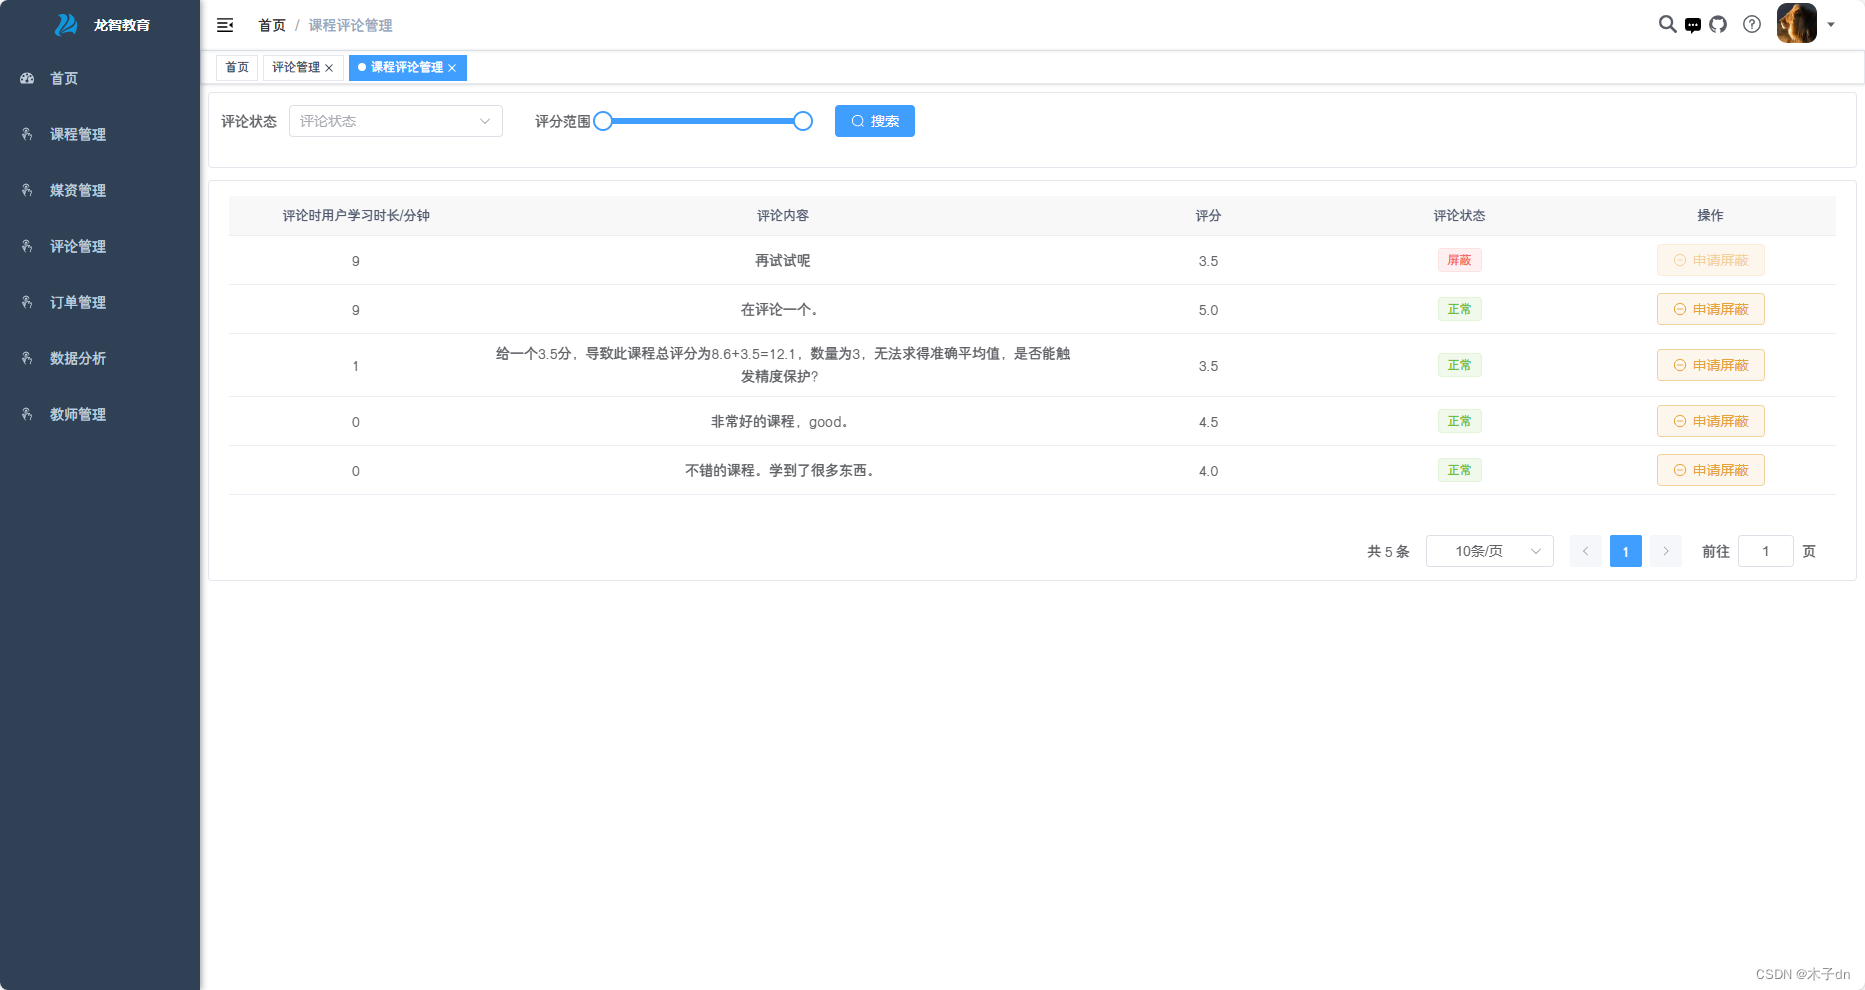 龙智教育
首页 / 课程评论管理
首页
课程管理
媒资管理
评论管理
订单管理
数据分析
教师管理
首页 评论管理 课程评论管理
评论状态 评论状态 评分范围 搜索
评论时用户学习时长/分钟 评论内容 评分 评论状态 操作
9 再试试呢 3.5 屏蔽 申请屏蔽
9 在评论一个。 5.0 正常 申请屏蔽
1 给一个3.5分，导致此课程总评分为8.6+3.5=12.1，数量为3，无法求得准确平均值，是否能触
发精度保护？ 3.5 正常 申请屏蔽
0 非常好的课程，good。 4.5 正常 申请屏蔽
0 不错的课程。学到了很多东西。 4.0 正常 申请屏蔽
共 5 条 10条/页 1 前往 1 页
CSDN @木子dn